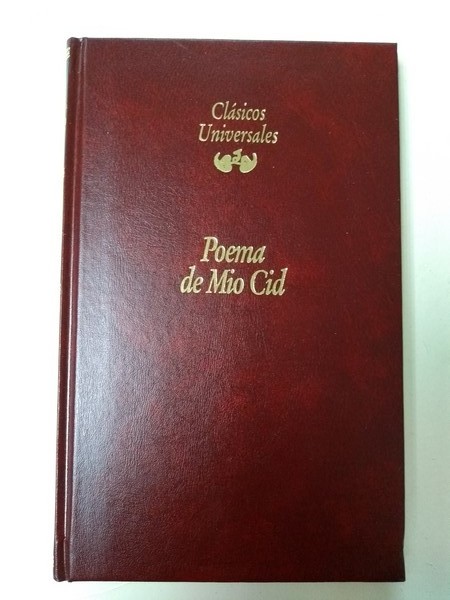 Clásicos
Universales
Poema
de Mio Cid